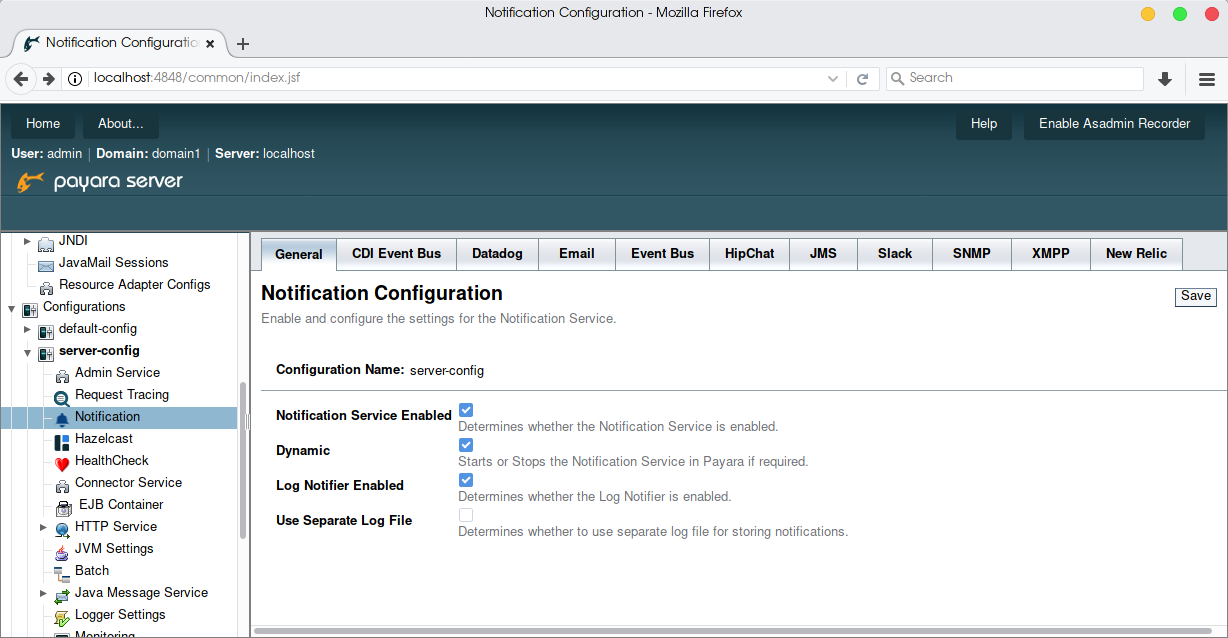 Notification Configuration - Mozilla Firefox
Notification Configuratio
localhost:4848/common/index.jsf
Search
Home
About...
Help
Enable Asadmin Recorder
User: admin | Domain: domain1 | Server: localhost
payara server
JNDI
JavaMail Sessions
Resource Adapter Configs
Configurations
default-config
server-config
Admin Service
Request Tracing
Notification
Hazelcast
HealthCheck
Connector Service
EJB Container
HTTP Service
JVM Settings
Batch
Java Message Service
Logger Settings
Monitoring
General
CDI Event Bus
Datadog
Email
Event Bus
HipChat
JMS
Slack
SNMP
XMPP
New Relic
Notification Configuration
Save
Enable and configure the settings for the Notification Service.
Configuration Name: server-config
Notification Service Enabled
Determines whether the Notification Service is enabled.
Dynamic
Starts or Stops the Notification Service in Payara if required.
Log Notifier Enabled
Determines whether the Log Notifier is enabled.
Use Separate Log File
Determines whether to use separate log file for storing notifications.